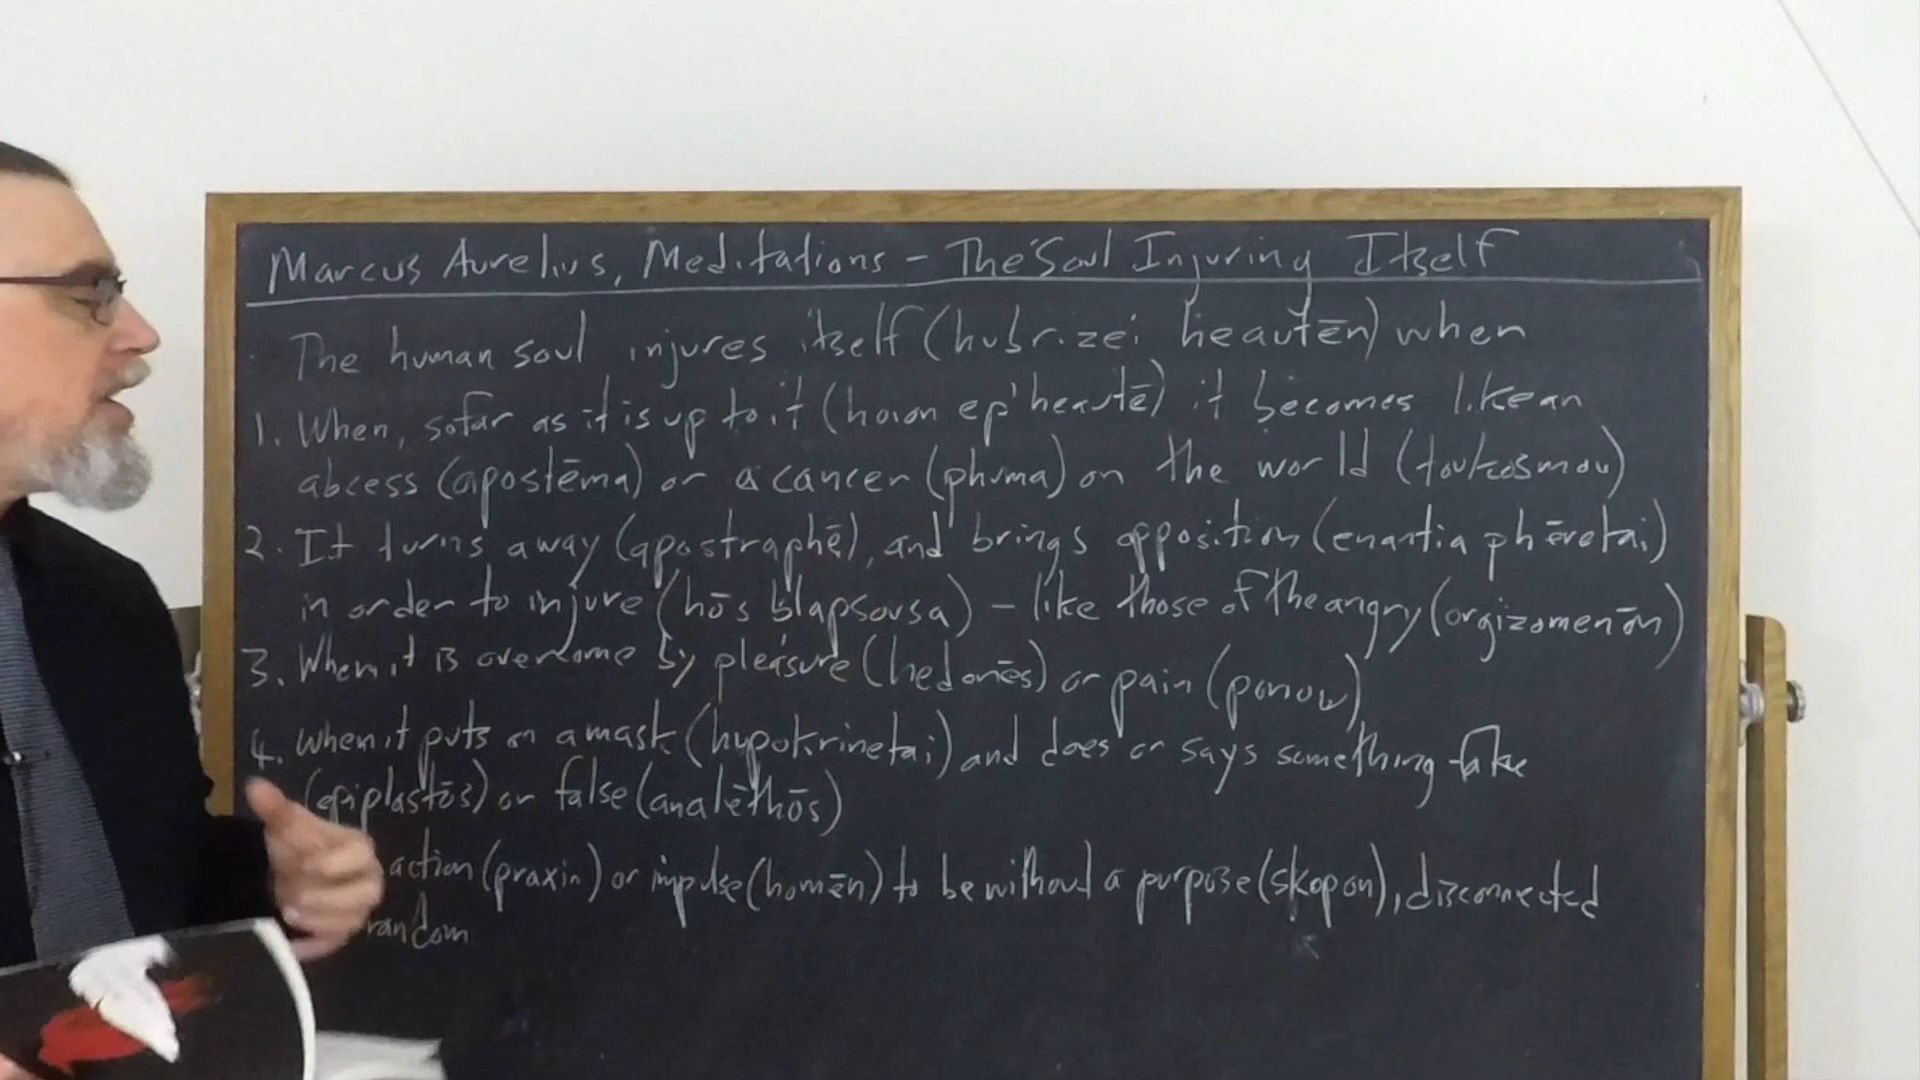 Marcus Aurelius, Meditations - The Soul Injuring Itself
The human soul injures itself (hubrizei heautēn) when
1. When, so far as it is up to it (hoion ep' heautē) it becomes like an
abcess (apostēma) or a cancer (phuma) on the world (tou kosmou)
2. It turns away (apostraphē), and brings opposition (enantia phēretai)
in order to injure (hōs blapsousa) - like those of the angry (orgizomenōn)
3. When it is overcome by pleasure (hedonēs) or pain (ponou)
4. When it puts on a mask (hypokrinetai) and does or says something fake
(epiplastōs) or false (analēthōs)
action (praxin) or impulse (homēn) to be without a purpose (skopon), disconnected
random